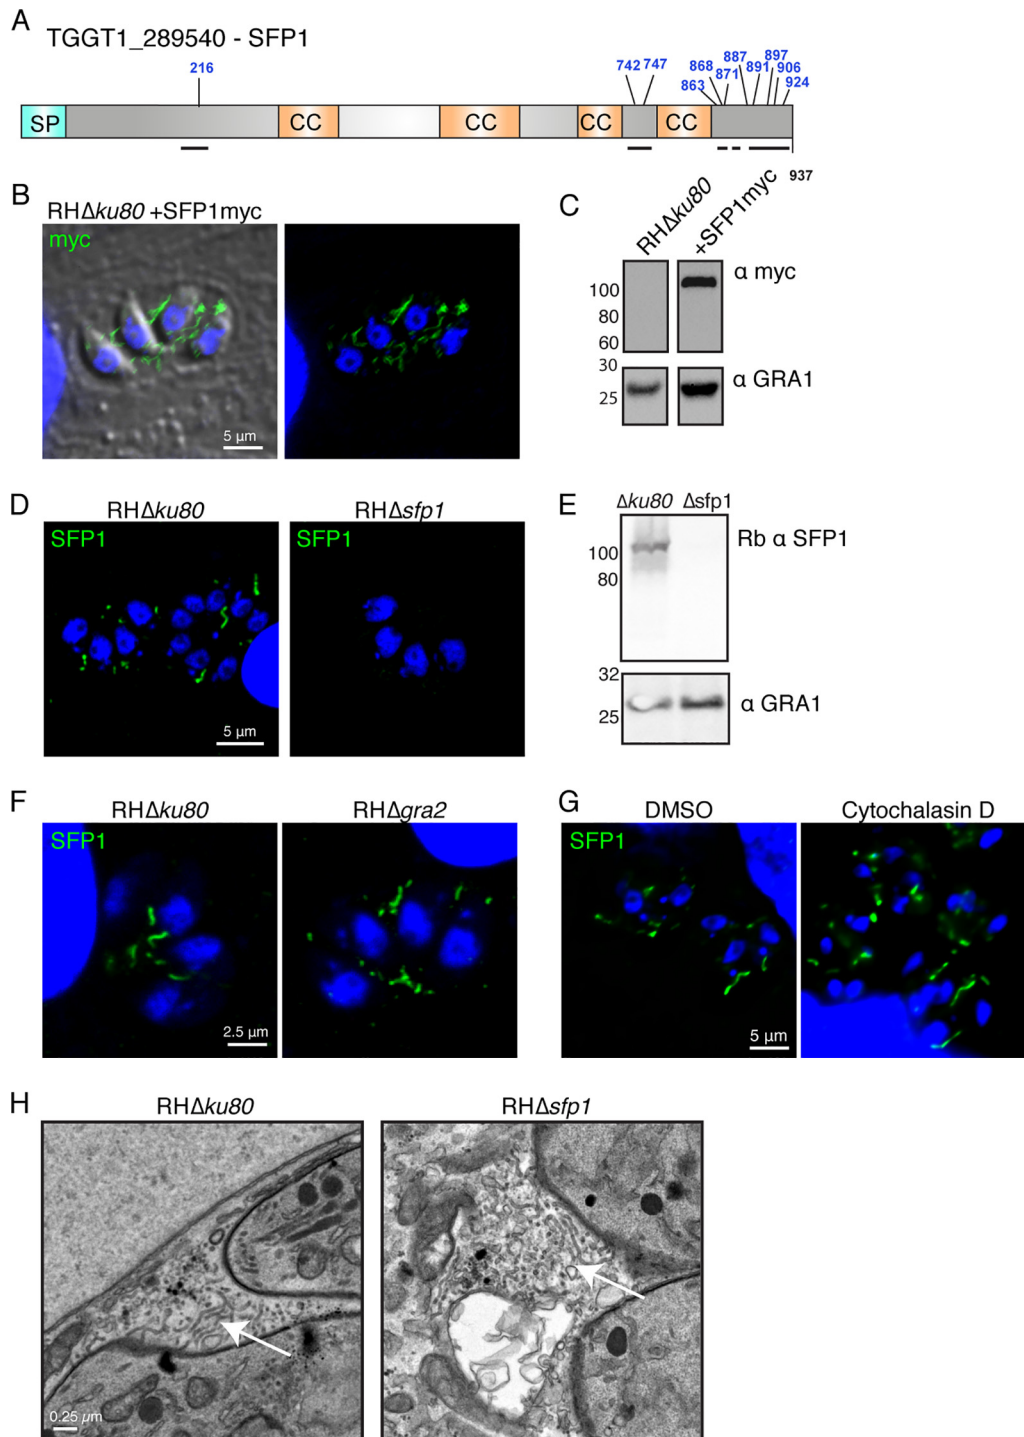 A
TGGT1_289540 - SFP1
216
742 747
863 868 871 887 891 897 906 924
SP CC CC CC CC
937
B
RHΔku80 +SFP1myc
myc
5 µm
C
RHΔku80 +SFP1myc
α myc
100
80
60
30
25
α GRA1
D
RHΔku80 RHΔsfp1
SFP1 SFP1
5 µm
E
Δku80 Δsfp1
Rb α SFP1
100
80
32
25
α GRA1
F
RHΔku80 RHΔgra2
SFP1
2.5 µm
G
DMSO Cytochalasin D
SFP1
5 µm
H
RHΔku80 RHΔsfp1
0.25 µm